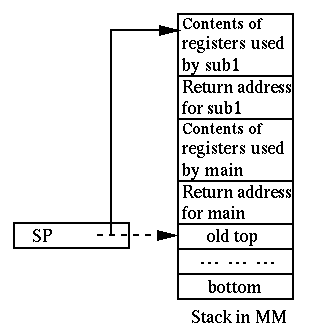 Contents of
registers used
by sub1
Return address
for sub1
Contents of
registers used
by main
Return address
for main
SP
old top
... ... ...
bottom
Stack in MM